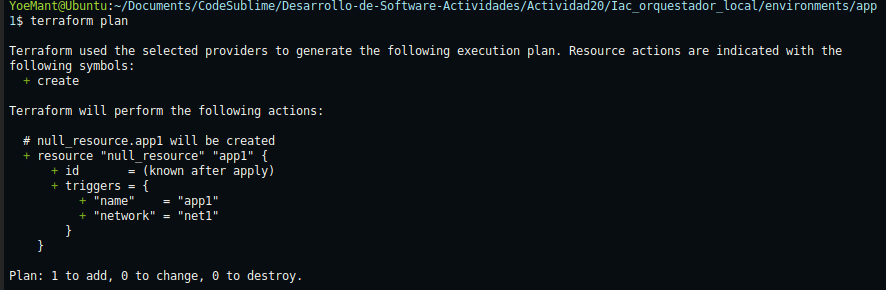 YoeMant@Ubuntu:~/Documents/CodeSublime/Desarrollo-de-Software-Actividades/Actividad20/Iac_orquestador_local/environments/app
1$ terraform plan
Terraform used the selected providers to generate the following execution plan. Resource actions are indicated with the
following symbols:
  + create
Terraform will perform the following actions:
  # null_resource.app1 will be created
  + resource "null_resource" "app1" {
      + id       = (known after apply)
      + triggers = {
          + "name"    = "app1"
          + "network" = "net1"
        }
    }
Plan: 1 to add, 0 to change, 0 to destroy.